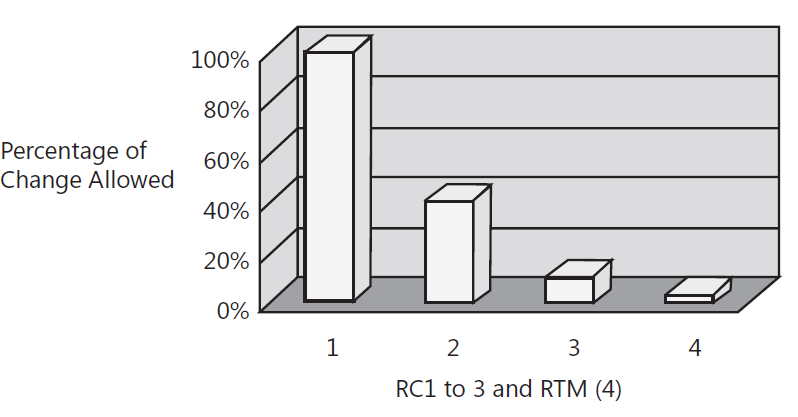 100%
80%
60%
40%
20%
0%
Percentage of
Change Allowed
1 2 3 4
RC1 to 3 and RTM (4)